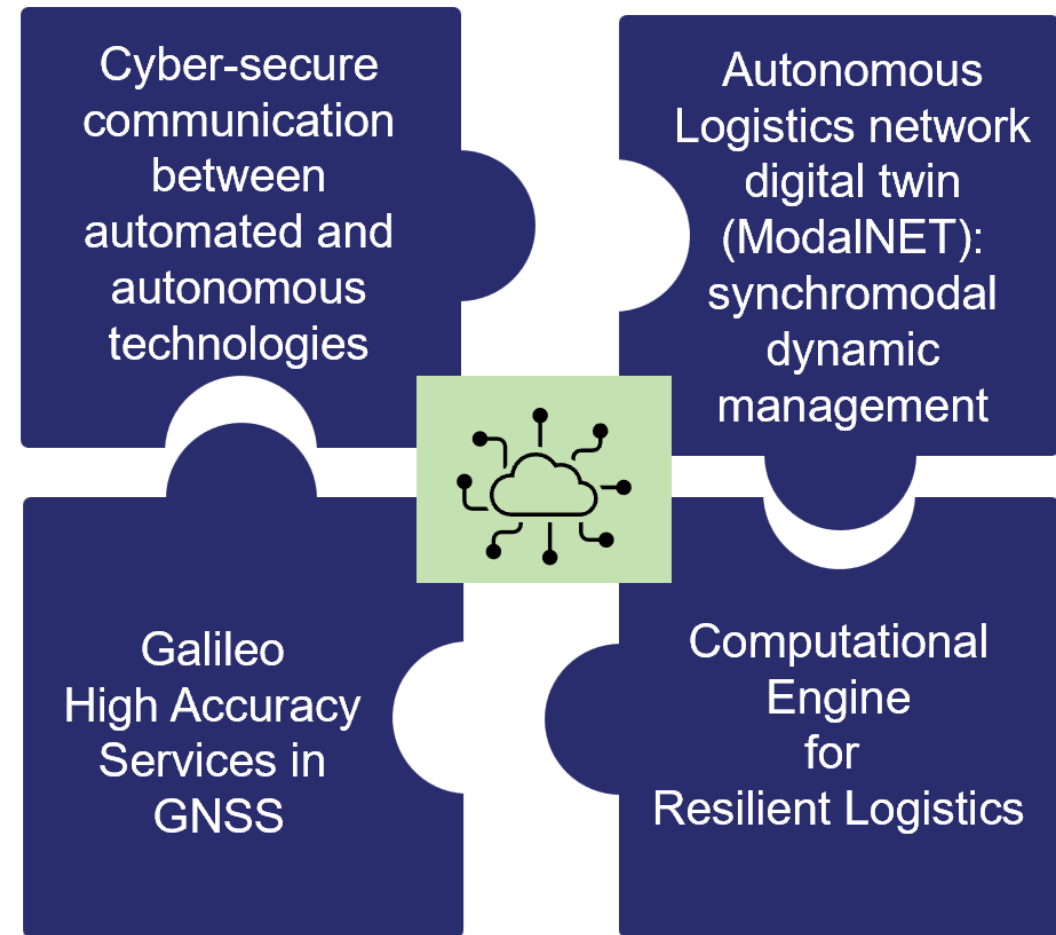 Cyber-secure
communication
between
automated and
autonomous
technologies
Autonomous
Logistics network
digital twin
(ModalNET):
synchromodal
dynamic
management
Galileo
High Accuracy
Services in
GNSS
Computational
Engine
for
Resilient Logistics